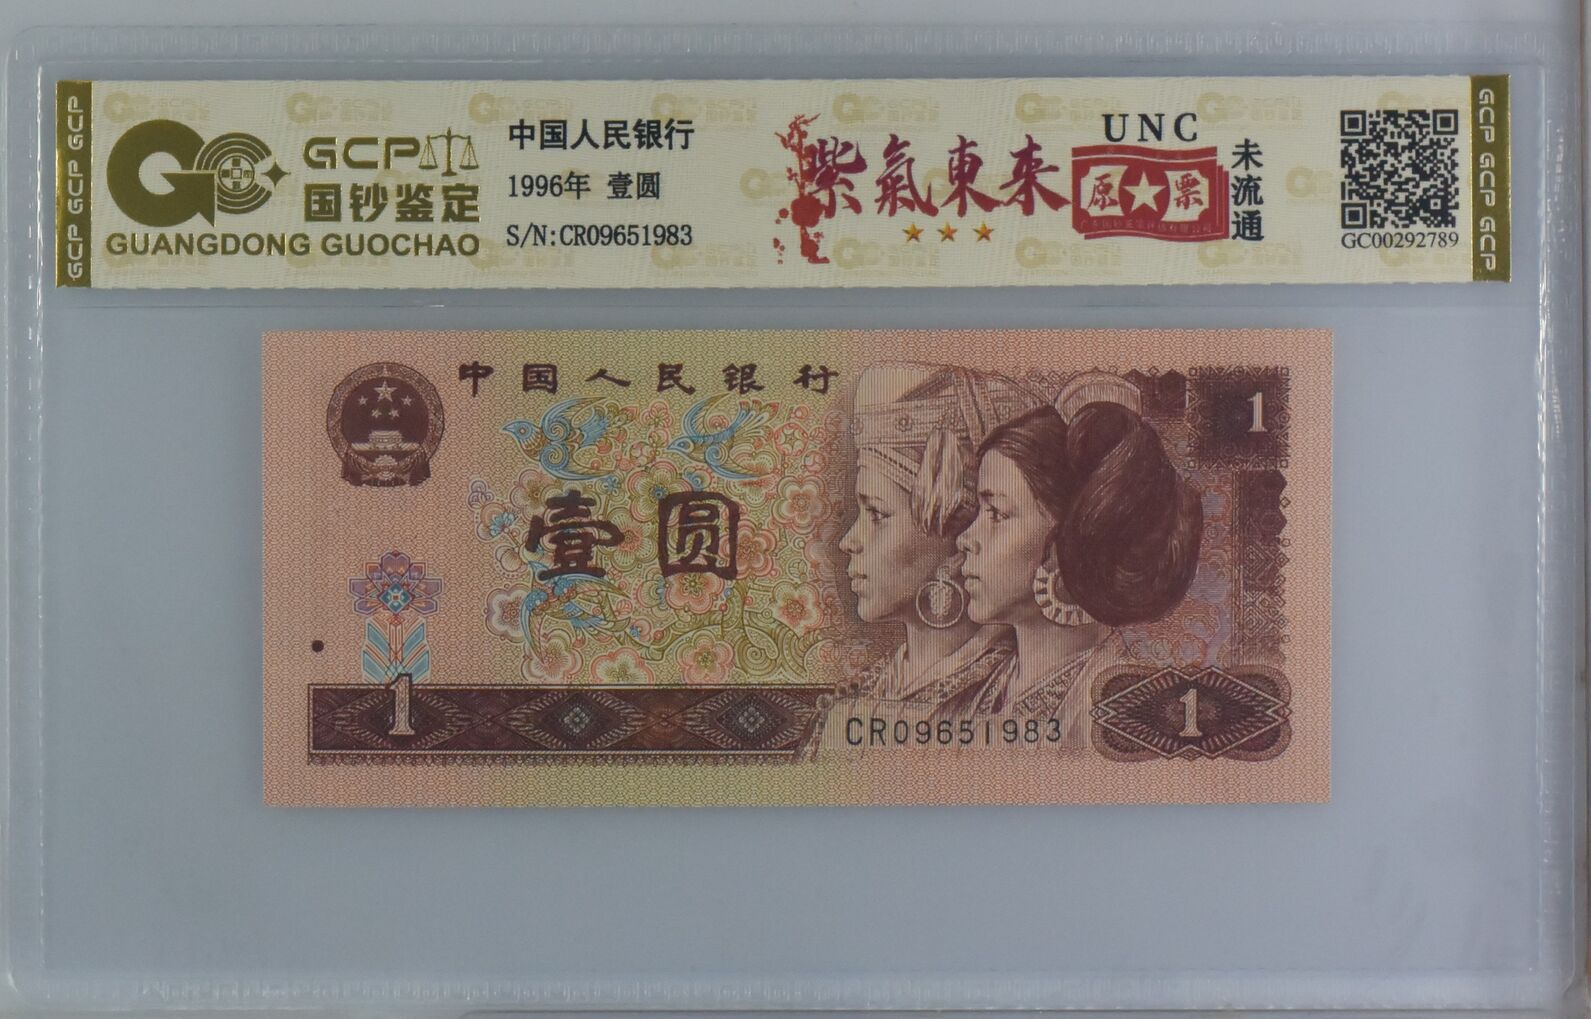 GCP
国钞鉴定
GUANGDONG GUOCHAO
中国人民银行
1996年 壹圆
S/N:CR09651983
紫氣東来
UNC
原 票
未流通
GC00292789
GCP GCP GCP
GCP GCP GCP
中国人民银行
1
壹圆
1
CR09651983
1